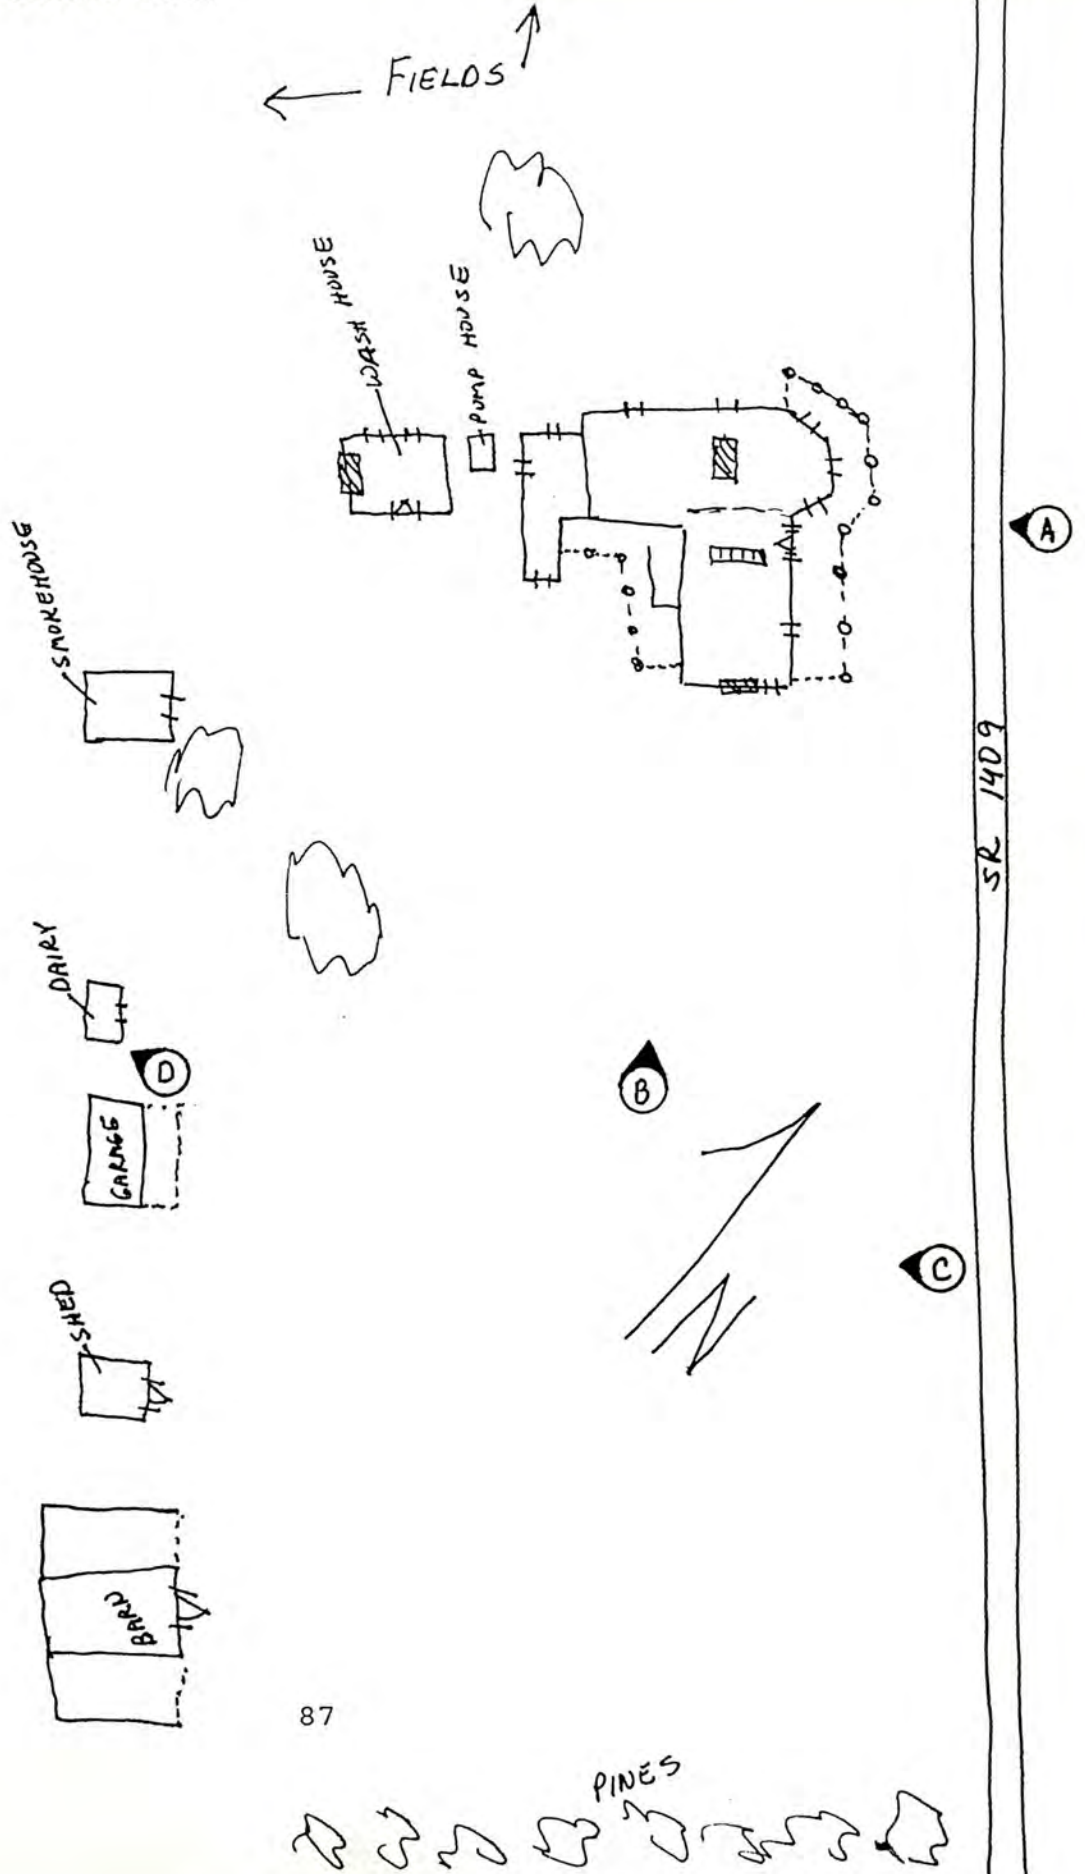 FIELDS
WASH HOUSE
PUMP HOUSE
A
SMOKEHOUSE
SR 1409
DAIRY
D
B
GARAGE
C
N
SHED
BARN
87
PINES